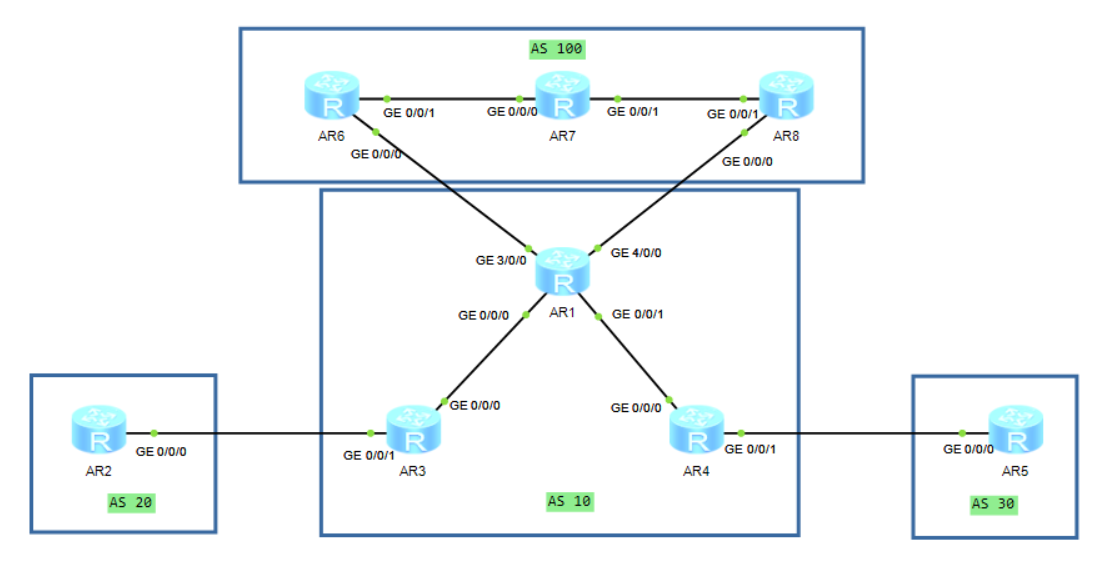 AS 100
GE 0/0/1
GE 0/0/0
GE 0/0/1
GE 0/0/1
R
R
R
AR6
AR7
AR8
GE 0/0/0
GE 0/0/0
GE 3/0/0
GE 4/0/0
R
AR1
GE 0/0/0
GE 0/0/1
GE 0/0/0
GE 0/0/0
R
R
R
R
GE 0/0/0
GE 0/0/1
GE 0/0/1
GE 0/0/0
AR2
AR3
AR4
AR5
AS 20
AS 10
AS 30